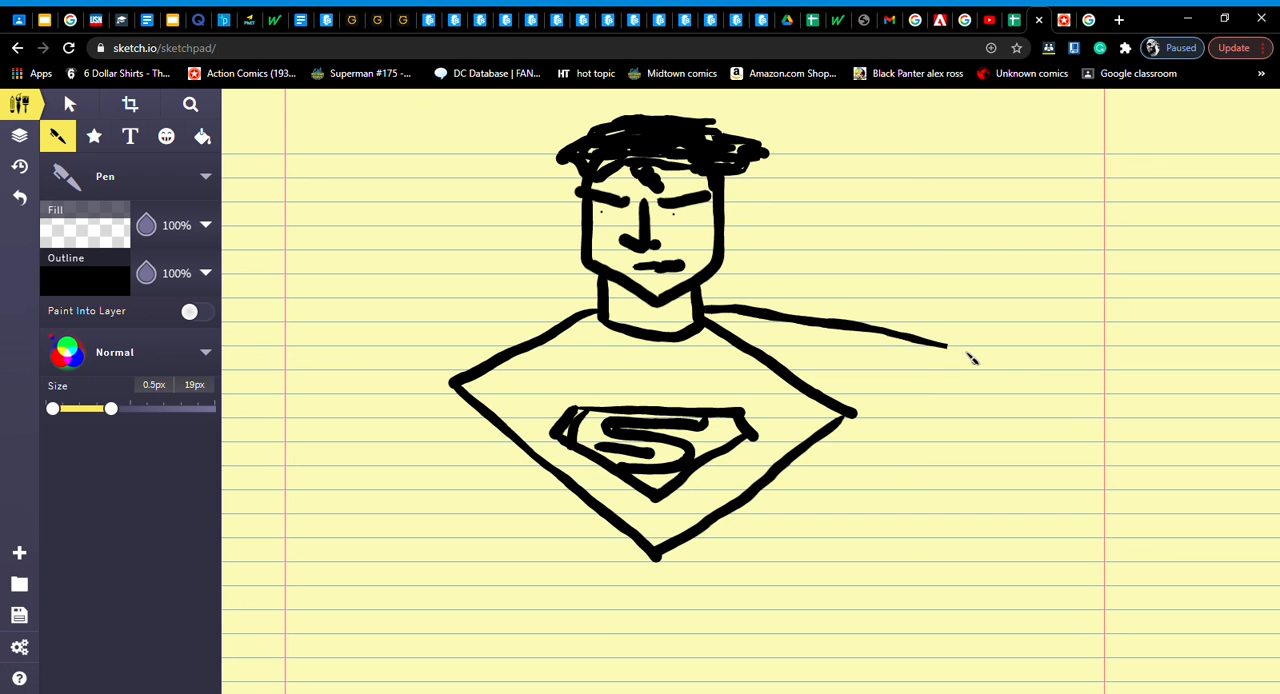 sketch.io/sketchpad/
Paused
Update
Apps
6 Dollar Shirts - Th...
Action Comics (193...
Superman #175 -...
DC Database | FAN...
HT hot topic
Midtown comics
Amazon.com Shop...
Black Panter alex ross
Unknown comics
Google classroom
»
T
Pen
Fill
100%
Outline
100%
Paint Into Layer
Normal
Size
0.5px
19px
S